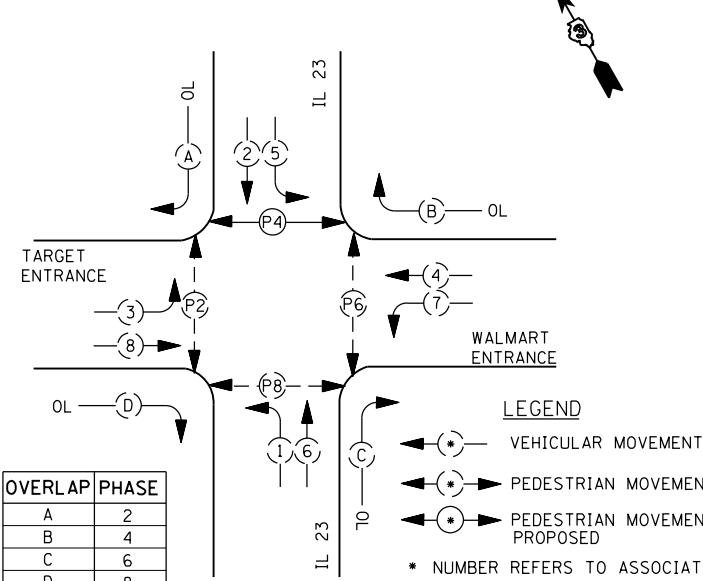 3
OL
IL 23
A
2
5
P4
B
OL
TARGET
ENTRANCE
4
3
P2
P6
7
8
WALMART
ENTRANCE
P8
OL
D
LEGEND
1
6
C
* VEHICULAR MOVEMENT
* PEDESTRIAN MOVEMEN
* PEDESTRIAN MOVEMEN
PROPOSED
OL
IL 23
* NUMBER REFERS TO ASSOCIAT
OVERLAP PHASE
A 2
B 4
C 6
D 8